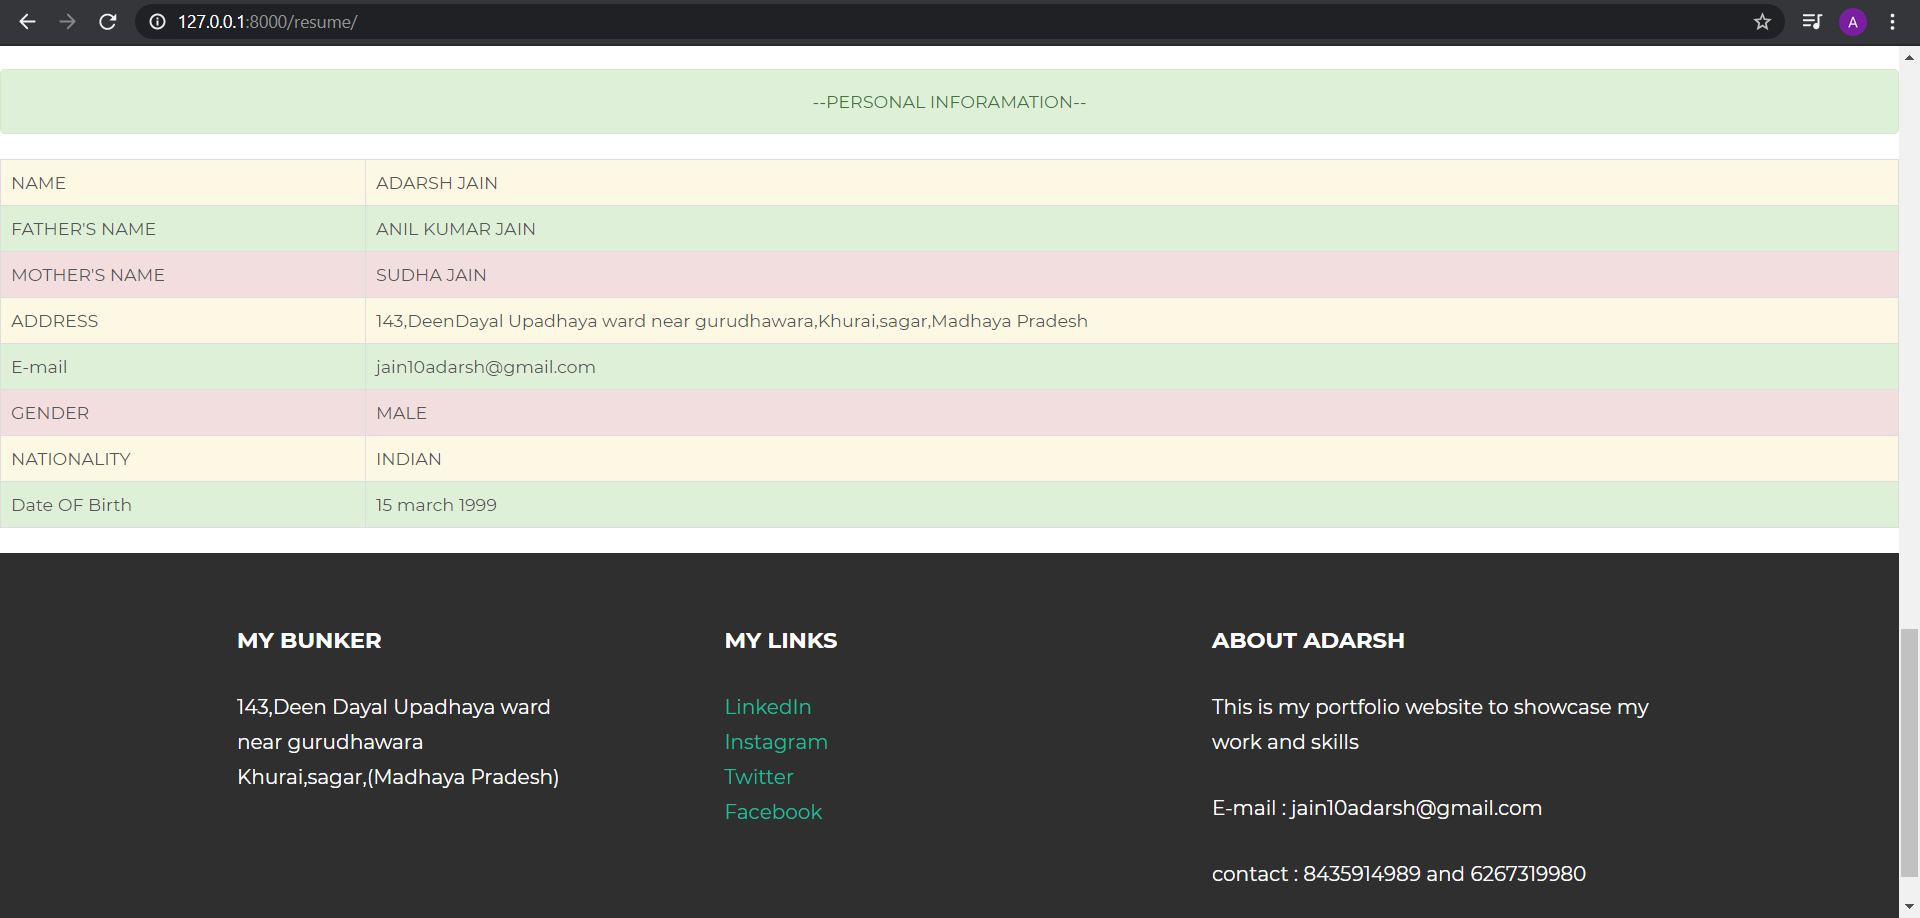 127.0.0.1:8000/resume/
A
--PERSONAL INFORAMATION--
NAME ADARSH JAIN
FATHER'S NAME ANIL KUMAR JAIN
MOTHER'S NAME SUDHA JAIN
ADDRESS 143,DeenDayal Upadhaya ward near gurudhawara,Khurai,sagar,Madhaya Pradesh
E-mail jain10adarsh@gmail.com
GENDER MALE
NATIONALITY INDIAN
Date OF Birth 15 march 1999
MY BUNKER
143,Deen Dayal Upadhaya ward
near gurudhawara
Khurai,sagar,(Madhaya Pradesh)
MY LINKS
LinkedIn
Instagram
Twitter
Facebook
ABOUT ADARSH
This is my portfolio website to showcase my
work and skills
E-mail : jain10adarsh@gmail.com
contact : 8435914989 and 6267319980